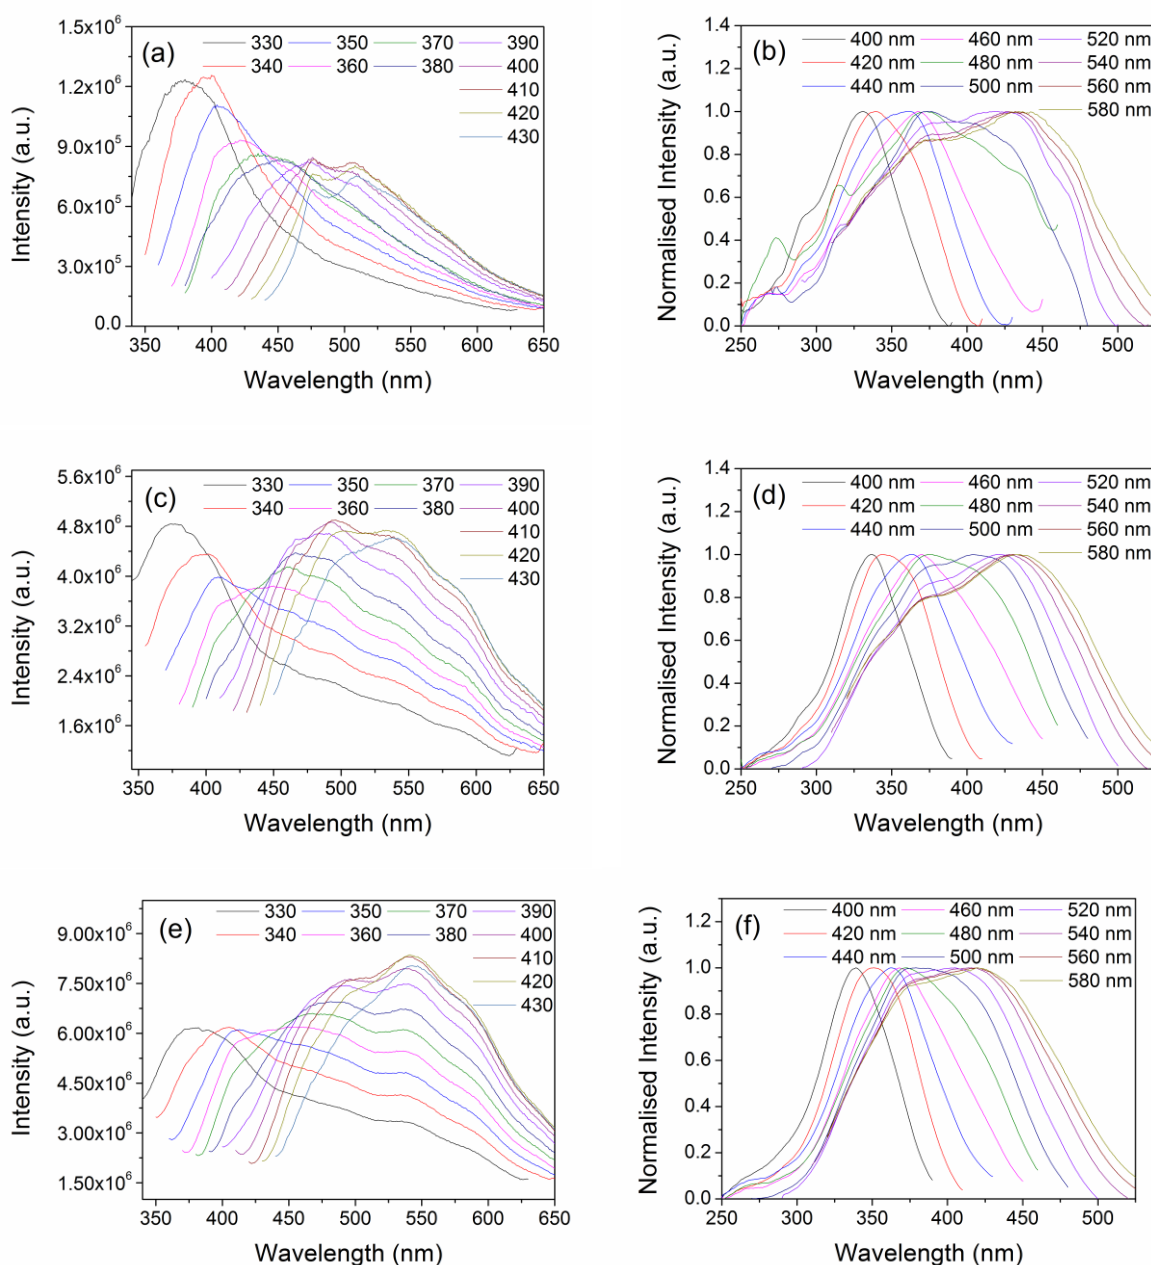 (a)
330 350 370 390
340 360 380 400
410
420
430
1.5x10⁶
1.2x10⁶
9.0x10⁵
6.0x10⁵
3.0x10⁵
0.0
Intensity (a.u.)
350 400 450 500 550 600 650
Wavelength (nm)
(b)
400 nm 460 nm 520 nm
420 nm 480 nm 540 nm
440 nm 500 nm 560 nm
580 nm
1.4
1.2
1.0
0.8
0.6
0.4
0.2
0.0
Normalised Intensity (a.u.)
250 300 350 400 450 500
Wavelength (nm)
(c)
330 350 370 390
340 360 380 400
410
420
430
5.6x10⁶
4.8x10⁶
4.0x10⁶
3.2x10⁶
2.4x10⁶
1.6x10⁶
Intensity (a.u.)
350 400 450 500 550 600 650
Wavelength (nm)
(d)
400 nm 460 nm 520 nm
420 nm 480 nm 540 nm
440 nm 500 nm 560 nm
580 nm
1.4
1.2
1.0
0.8
0.6
0.4
0.2
0.0
Normalised Intensity (a.u.)
250 300 350 400 450 500
Wavelength (nm)
(e)
330 350 370 390
340 360 380 400
410
420
430
9.00x10⁶
7.50x10⁶
6.00x10⁶
4.50x10⁶
3.00x10⁶
1.50x10⁶
Intensity (a.u.)
350 400 450 500 550 600 650
Wavelength (nm)
(f)
400 nm 460 nm 520 nm
420 nm 480 nm 540 nm
440 nm 500 nm 560 nm
580 nm
1.2
1.0
0.8
0.6
0.4
0.2
0.0
Normalised Intensity (a.u.)
250 300 350 400 450 500
Wavelength (nm)